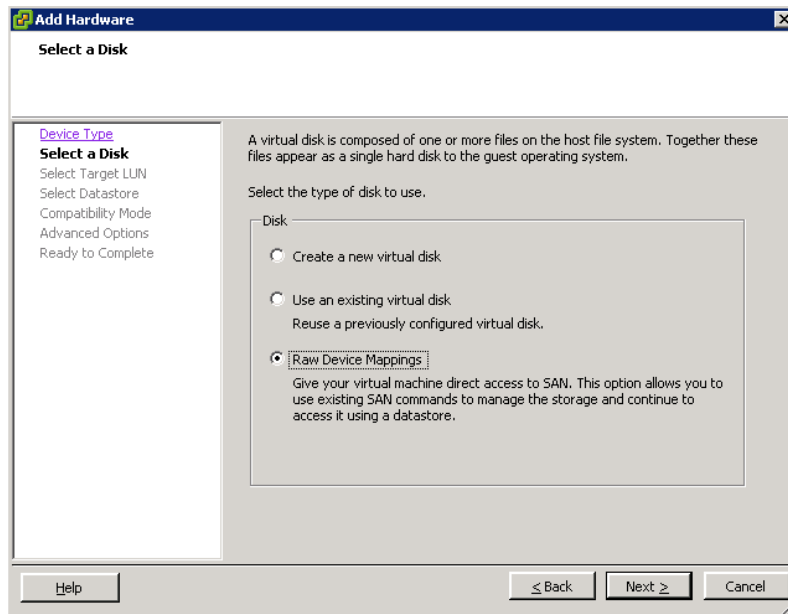 Add Hardware
Select a Disk
Device Type
Select a Disk
Select Target LUN
Select Datastore
Compatibility Mode
Advanced Options
Ready to Complete
A virtual disk is composed of one or more files on the host file system. Together these
files appear as a single hard disk to the guest operating system.
Select the type of disk to use.
Disk
Create a new virtual disk
Use an existing virtual disk
Reuse a previously configured virtual disk.
Raw Device Mappings
Give your virtual machine direct access to SAN. This option allows you to
use existing SAN commands to manage the storage and continue to
access it using a datastore.
Help
< Back
Next >
Cancel